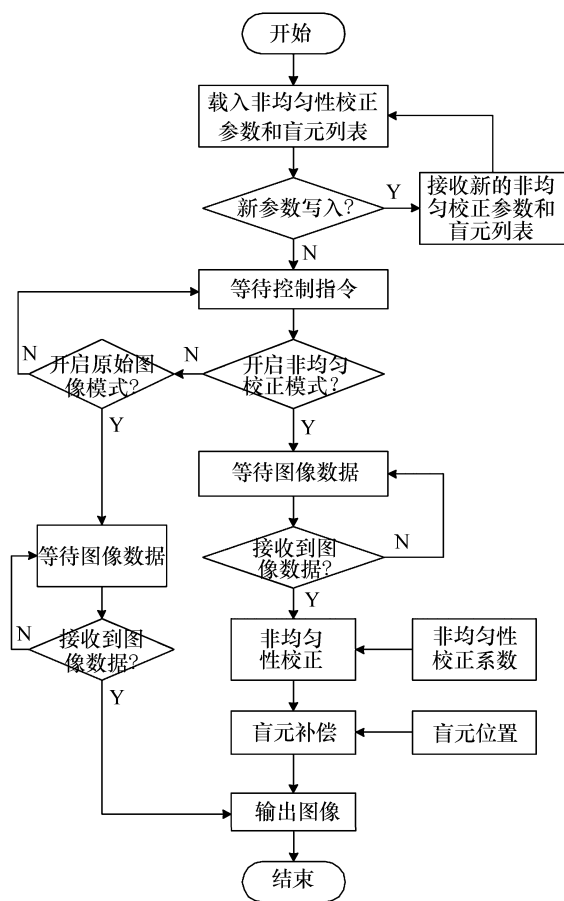 开始
载入非均匀性校正
参数和盲元列表
新参数写入?
Y
接收新的非均
匀校正参数和
盲元列表
N
等待控制指令
N
开启原始图
像模式?
N
开启非均匀
校正模式?
Y
Y
等待图像数据
等待图像数据
接收到图
像数据?
N
Y
N
接收到图
像数据?
Y
非均匀
性校正
非均匀性
校正系数
盲元补偿
盲元位置
输出图像
结束